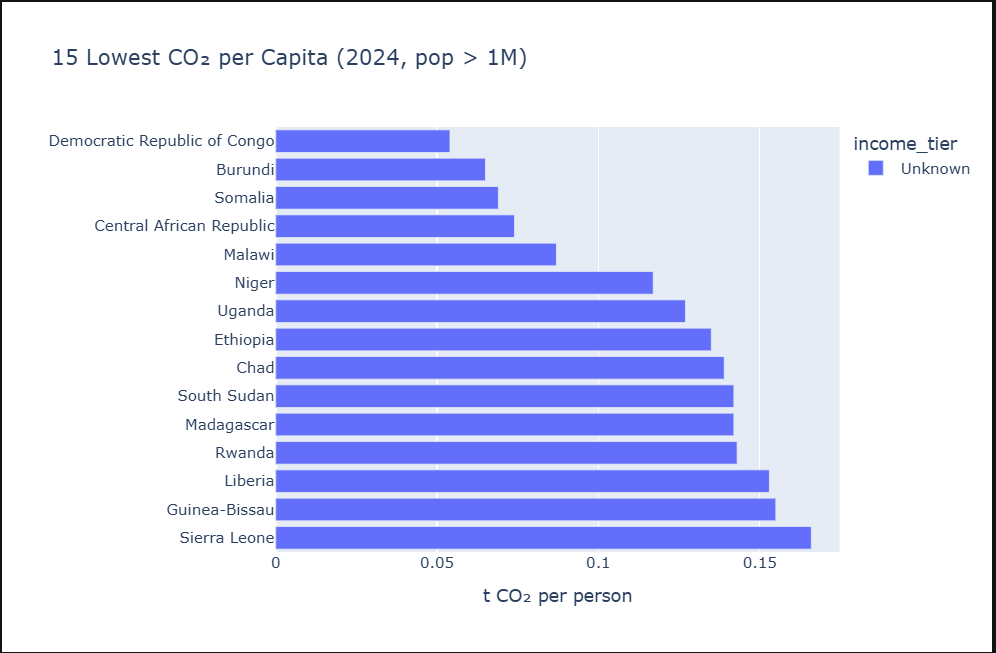 15 Lowest CO₂ per Capita (2024, pop > 1M)
income_tier
Unknown
Democratic Republic of Congo
Burundi
Somalia
Central African Republic
Malawi
Niger
Uganda
Ethiopia
Chad
South Sudan
Madagascar
Rwanda
Liberia
Guinea-Bissau
Sierra Leone
0 0.05 0.1 0.15
t CO₂ per person